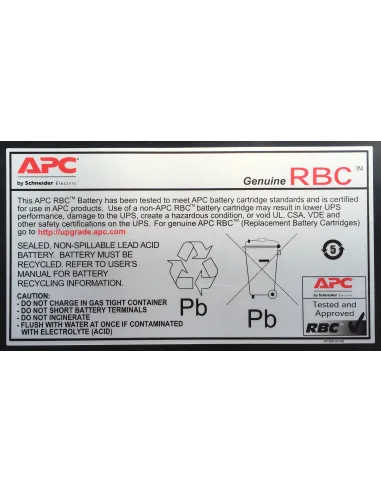 APC
by Schneider Electric
Genuine RBC™
This APC RBC™ Battery has been tested to meet APC battery cartridge standards and is certified
for use in APC products. Use of a non-APC RBC™ battery cartridge may result in lower UPS
performance, damage to the UPS, create a hazardous condition, or void UL, CSA, VDE and
other safety certifications on the UPS. For genuine APC RBC™ (Replacement Battery Cartridges)
go to http://upgrade.apc.com
SEALED, NON-SPILLABLE LEAD ACID
BATTERY. BATTERY MUST BE
RECYCLED. REFER TO USER'S
MANUAL FOR BATTERY
RECYCLING INFORMATION.
CAUTION:
- DO NOT CHARGE IN GAS TIGHT CONTAINER
- DO NOT SHORT BATTERY TERMINALS
- DO NOT INCINERATE
- FLUSH WITH WATER AT ONCE IF CONTAMINATED
WITH ELECTROLYTE (ACID)
Pb
Pb
5
APC
by Schneider Electric
Tested and
Approved
RBC